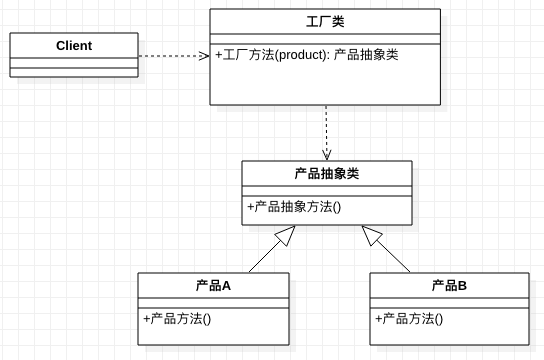 工厂类
Client
+工厂方法(product): 产品抽象类
产品抽象类
+产品抽象方法()
产品A
产品B
+产品方法()
+产品方法()